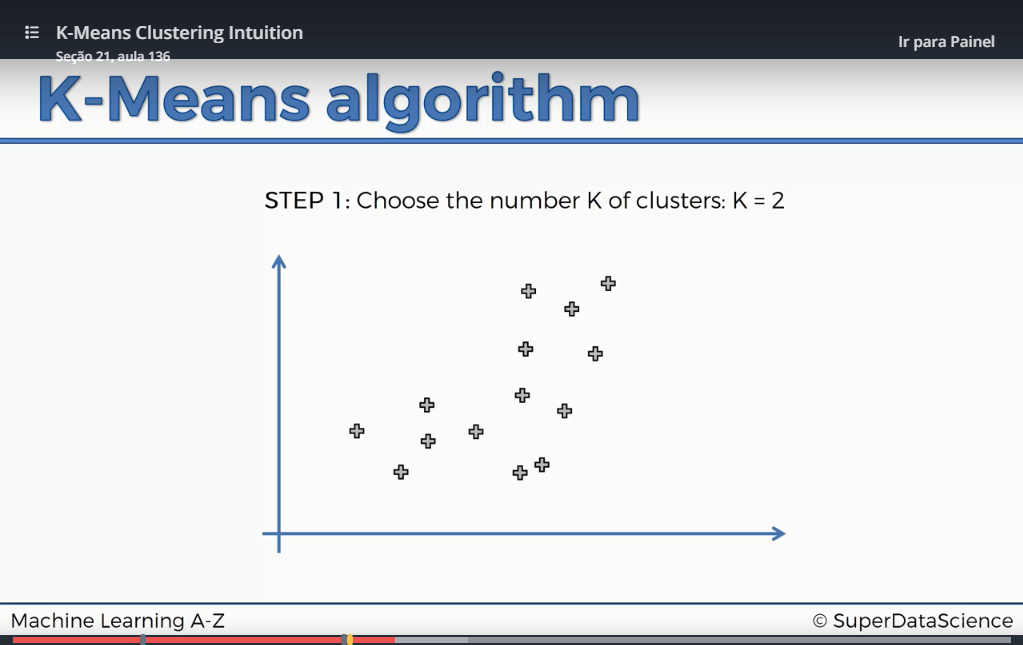 K-Means Clustering Intuition
Seção 21, aula 136
Ir para Painel
K-Means algorithm
STEP 1: Choose the number K of clusters: K = 2
Machine Learning A-Z
© SuperDataScience